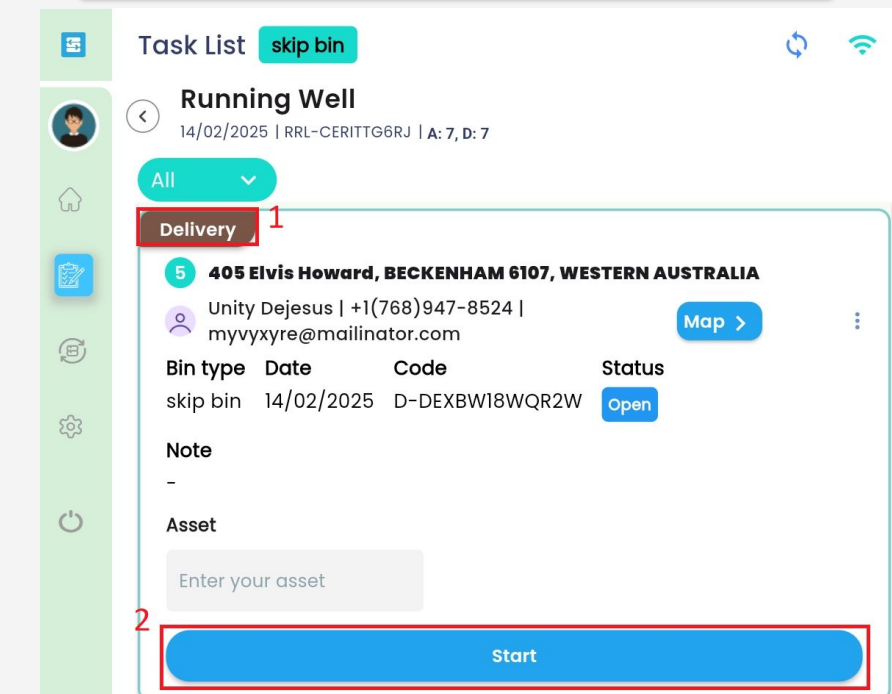 Task List skip bin
Running Well
14/02/2025 | RRL-CERITTG6RJ | A: 7, D: 7
All
Delivery 1
5 405 Elvis Howard, BECKENHAM 6107, WESTERN AUSTRALIA
Unity Dejesus | +1(768)947-8524 |
myvyxyre@mailinator.com
Map
Bin type Date Code Status
skip bin 14/02/2025 D-DEXBW18WQR2W Open
Note
-
Asset
Enter your asset
2
Start